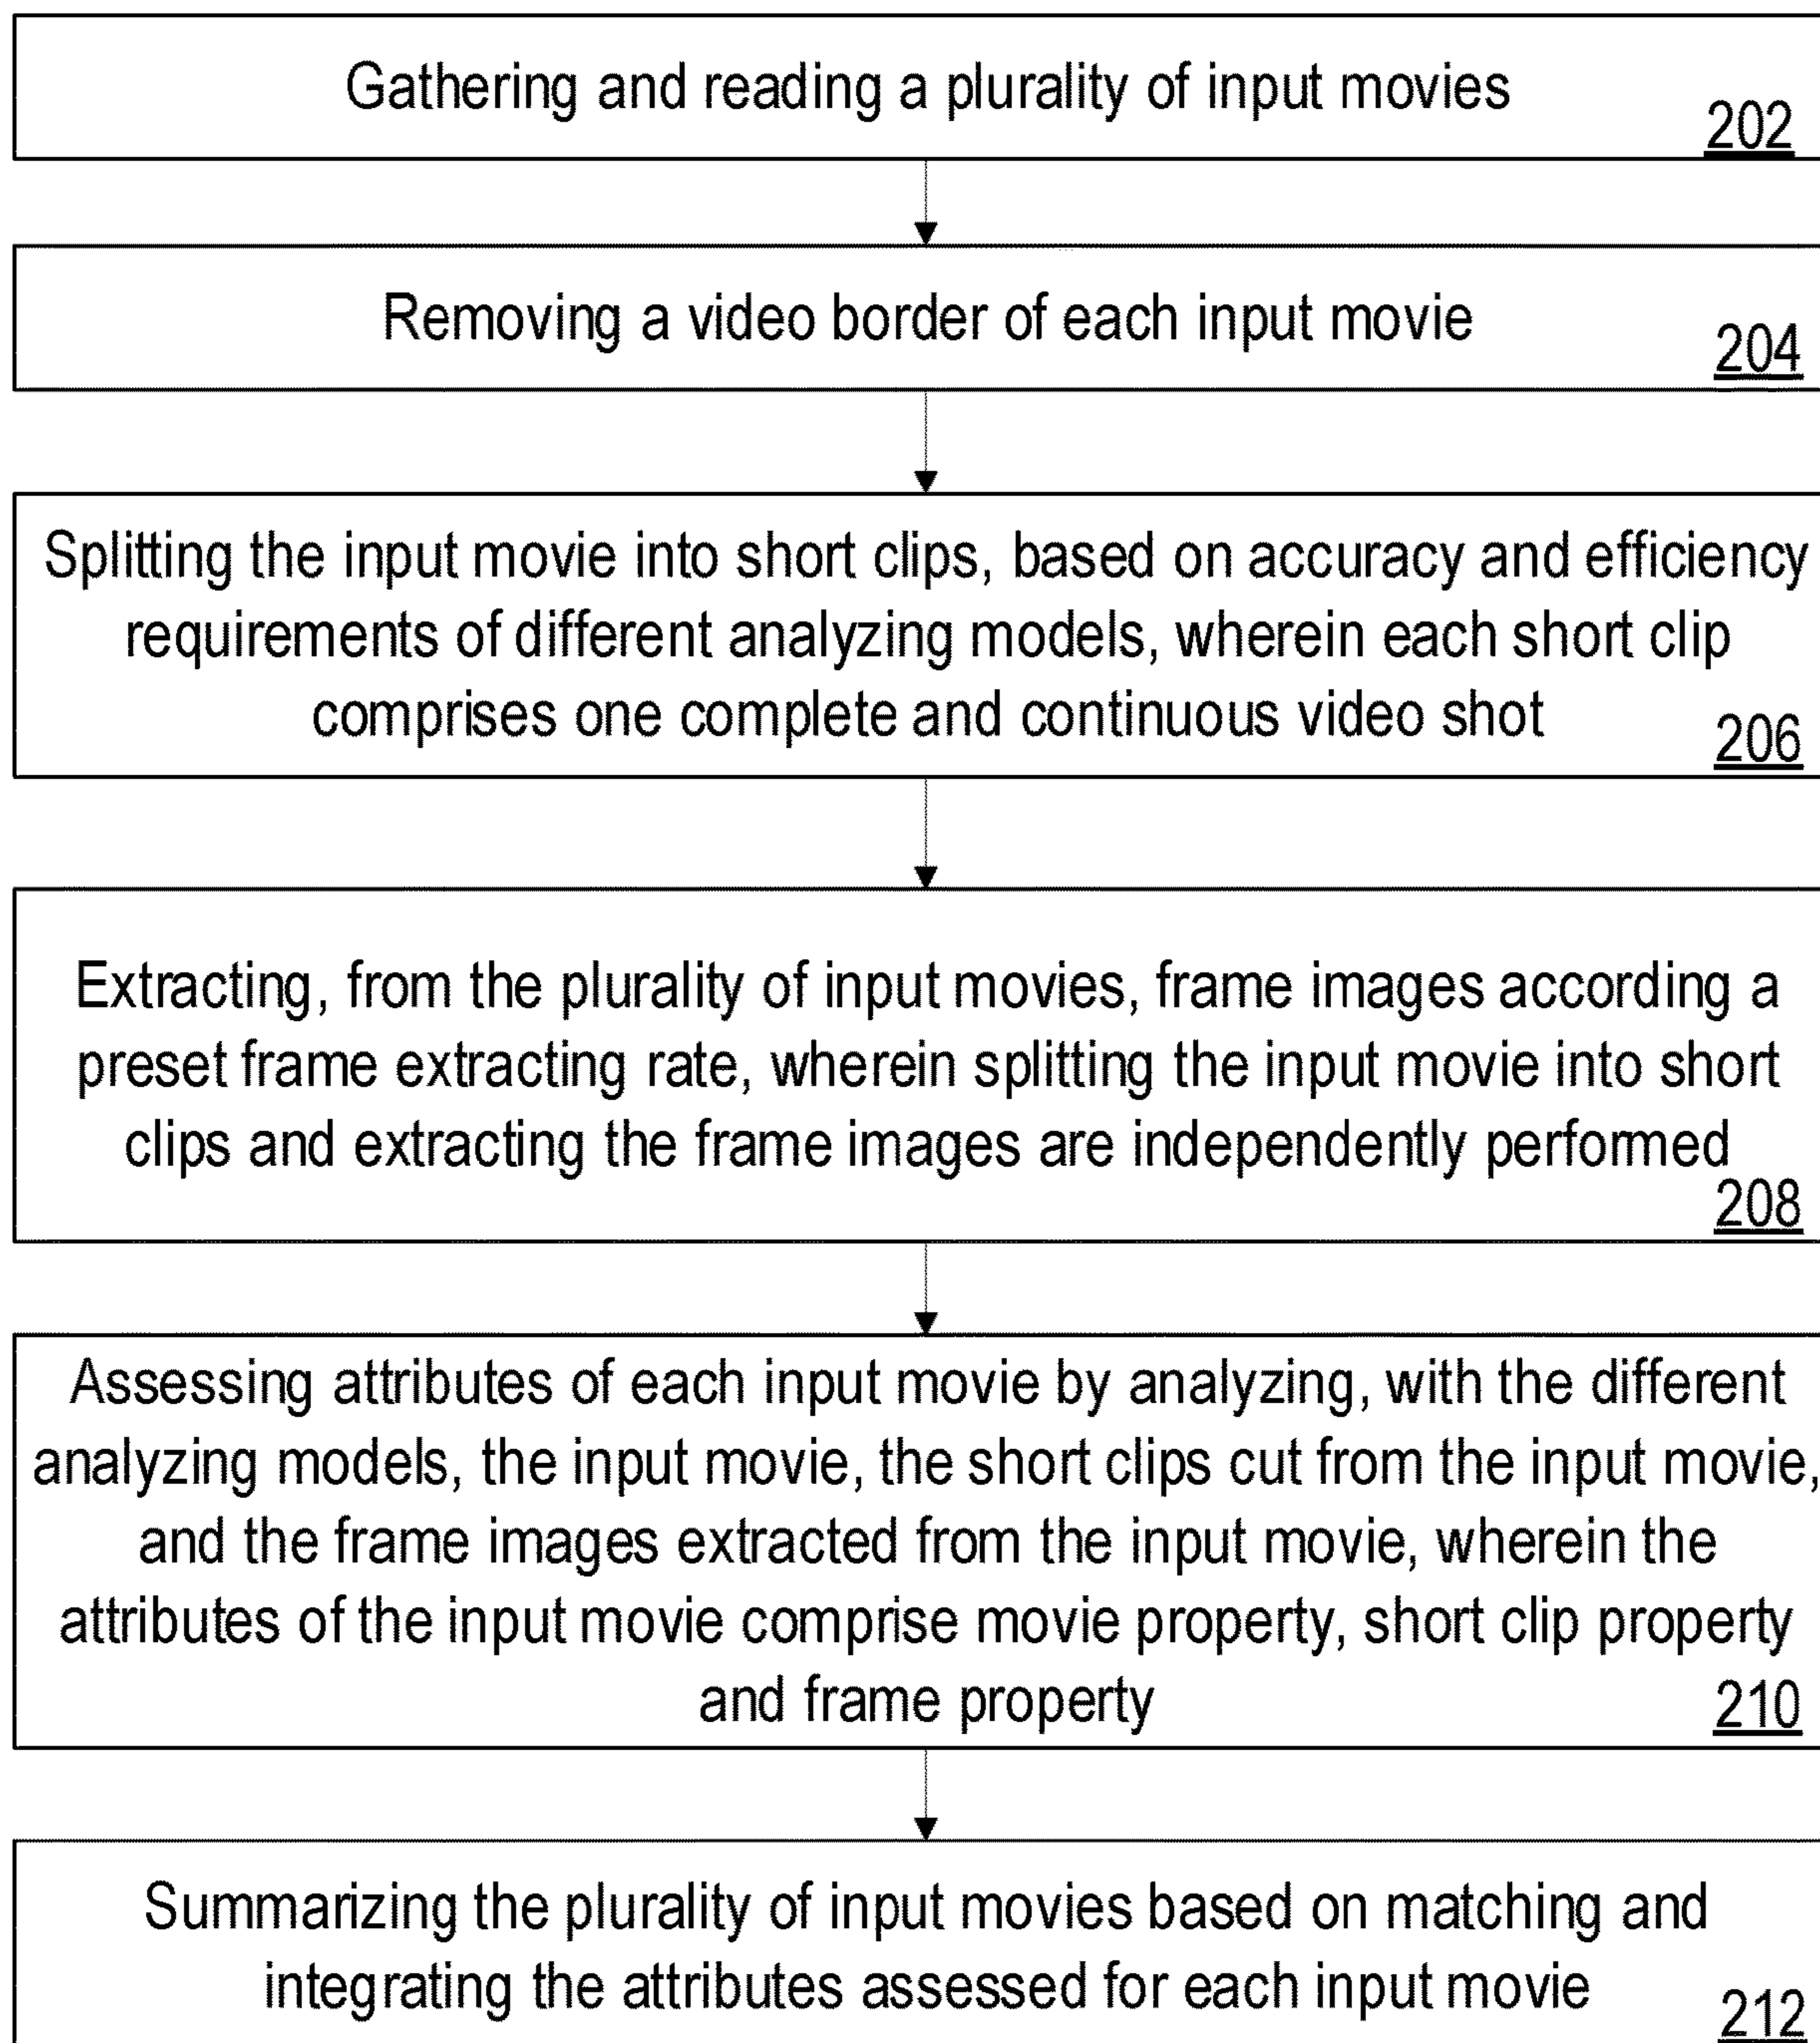 Gathering and reading a plurality of input movies
202
Removing a video border of each input movie
204
Splitting the input movie into short clips, based on accuracy and efficiency
requirements of different analyzing models, wherein each short clip
comprises one complete and continuous video shot
206
Extracting, from the plurality of input movies, frame images according a
preset frame extracting rate, wherein splitting the input movie into short
clips and extracting the frame images are independently performed
208
Assessing attributes of each input movie by analyzing, with the different
analyzing models, the input movie, the short clips cut from the input movie,
and the frame images extracted from the input movie, wherein the
attributes of the input movie comprise movie property, short clip property
and frame property
210
Summarizing the plurality of input movies based on matching and
integrating the attributes assessed for each input movie
212